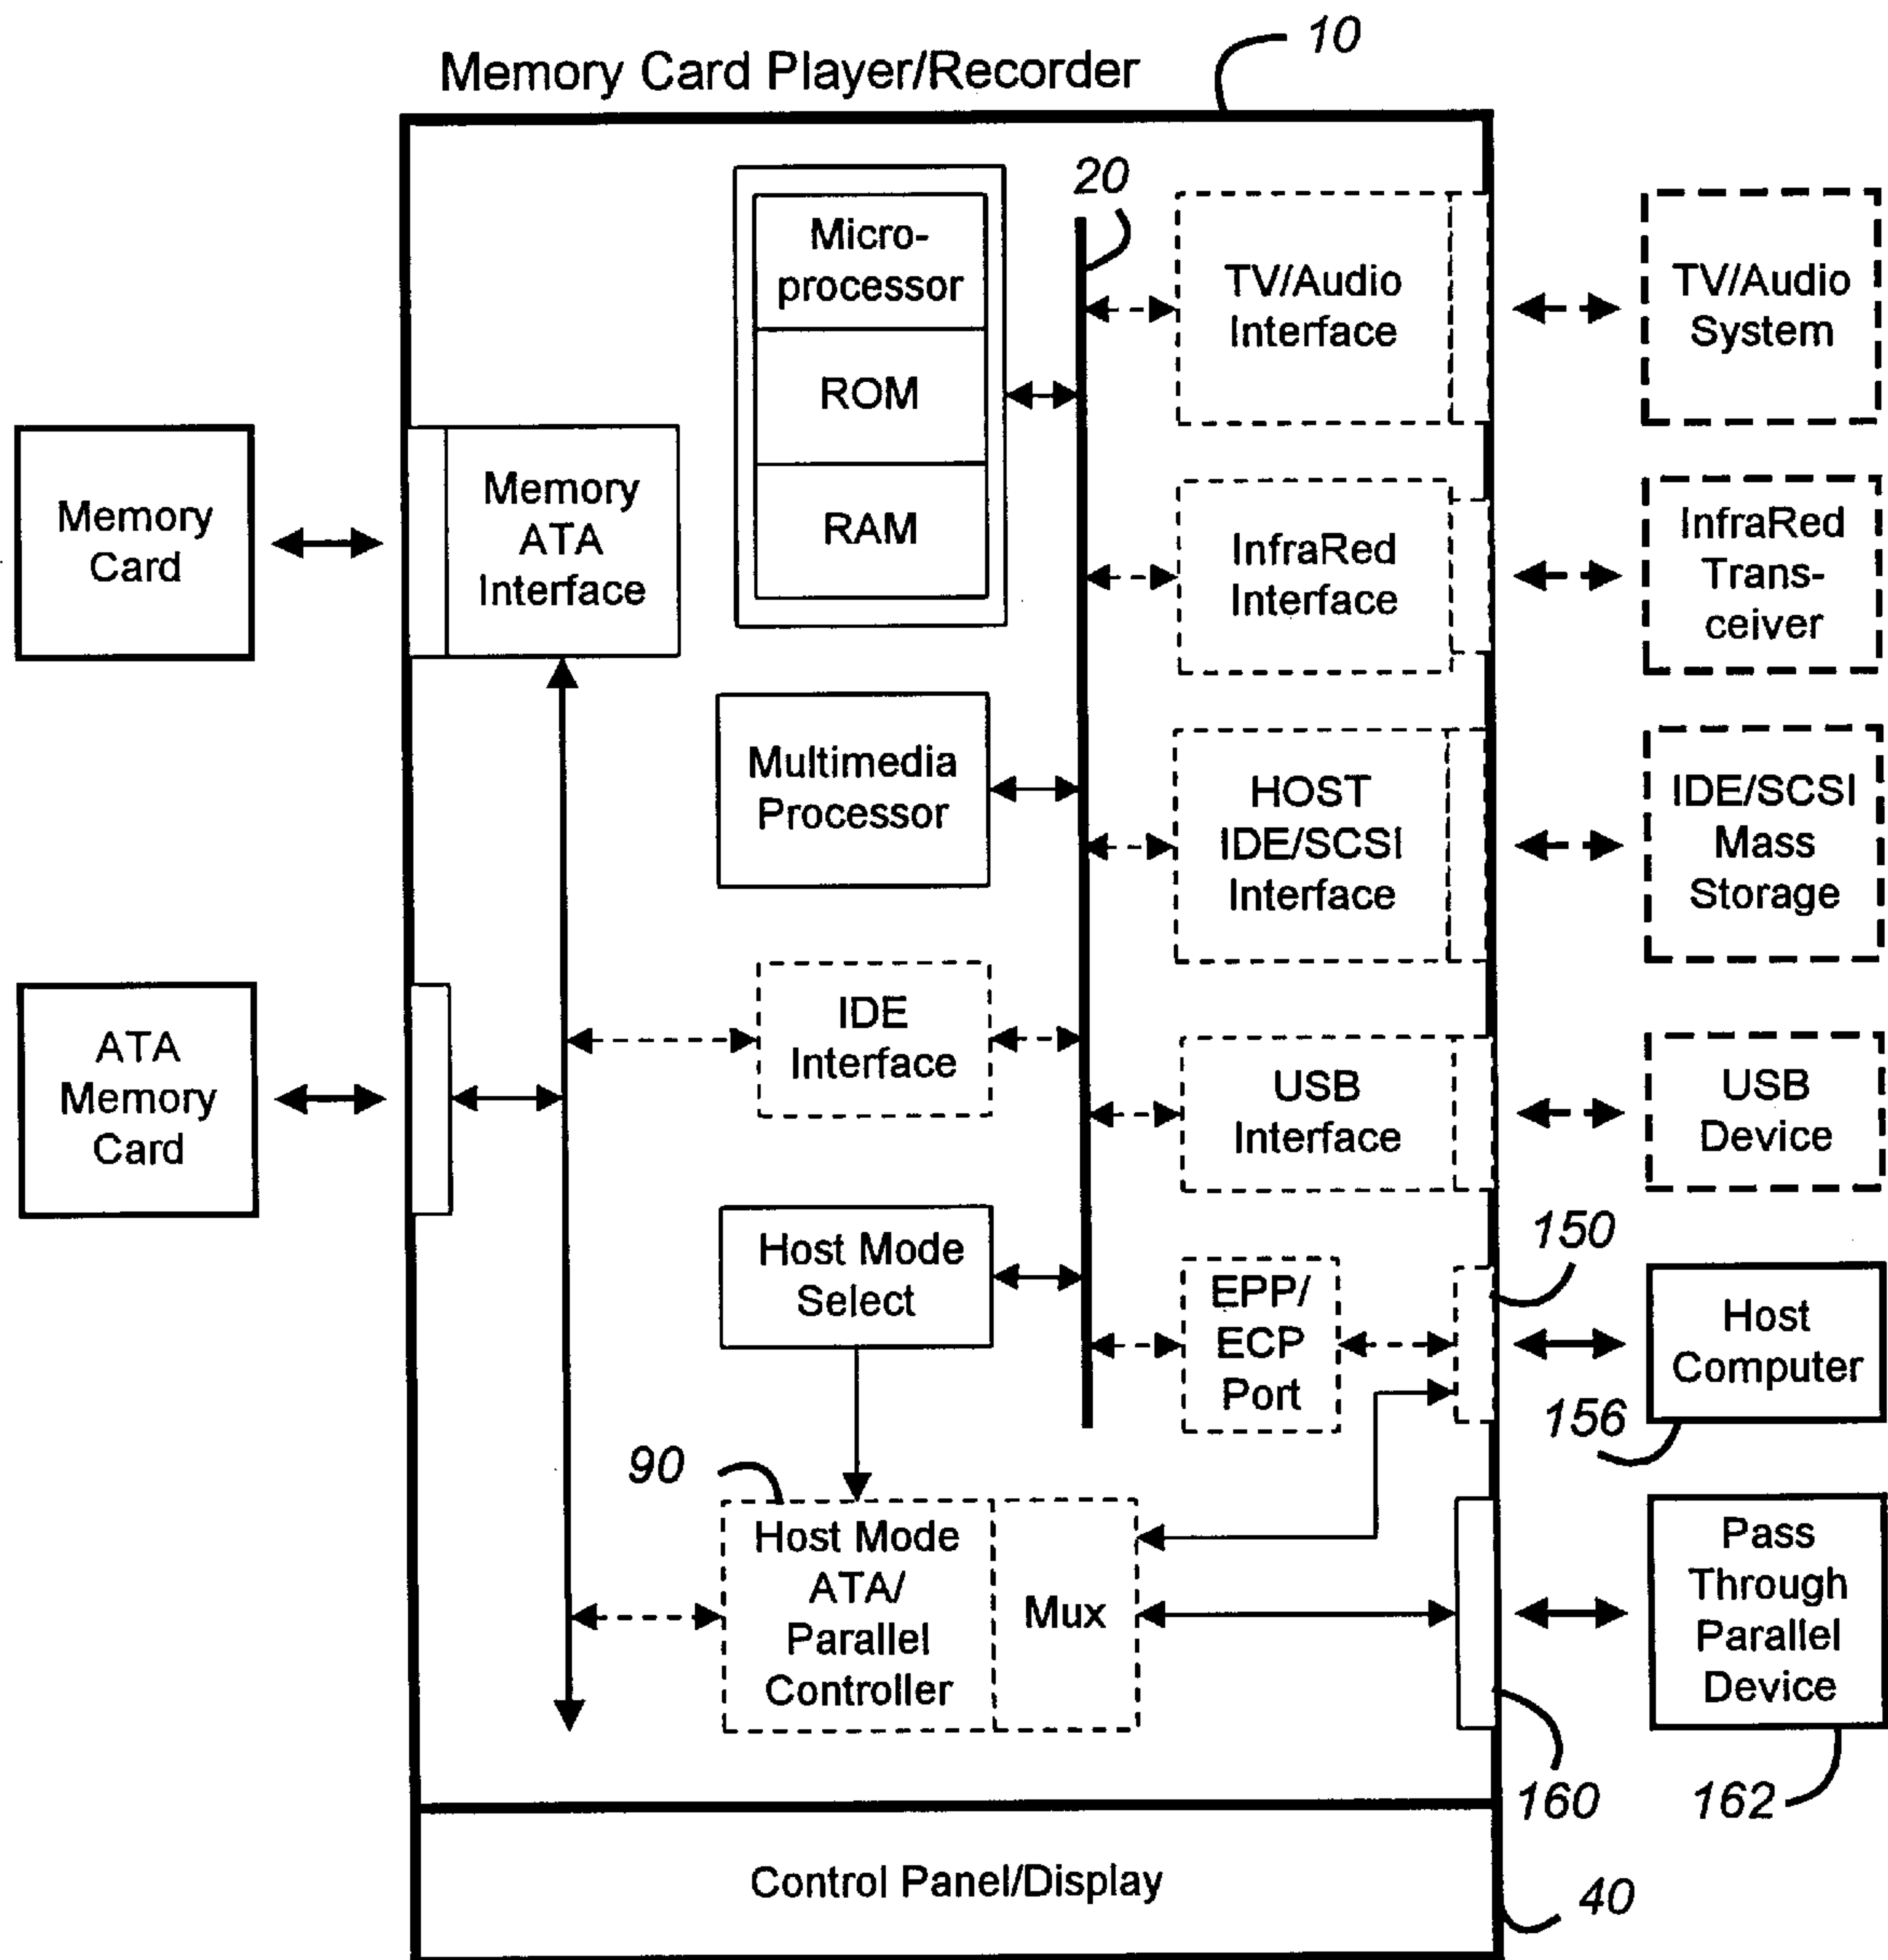 10
Memory Card Player/Recorder
20
Micro-
processor
ROM
RAM
TV/Audio
Interface
TV/Audio
System
Memory
Card
Memory
ATA
Interface
InfraRed
Interface
InfraRed
Trans-
ceiver
Multimedia
Processor
HOST
IDE/SCSI
Interface
IDE/SCSI
Mass
Storage
ATA
Memory
Card
IDE
Interface
USB
Interface
USB
Device
Host Mode
Select
EPP/
ECP
Port
150
Host
Computer
156
90
Host Mode
ATA/
Parallel
Controller
Mux
Pass
Through
Parallel
Device
160
162
Control Panel/Display
40